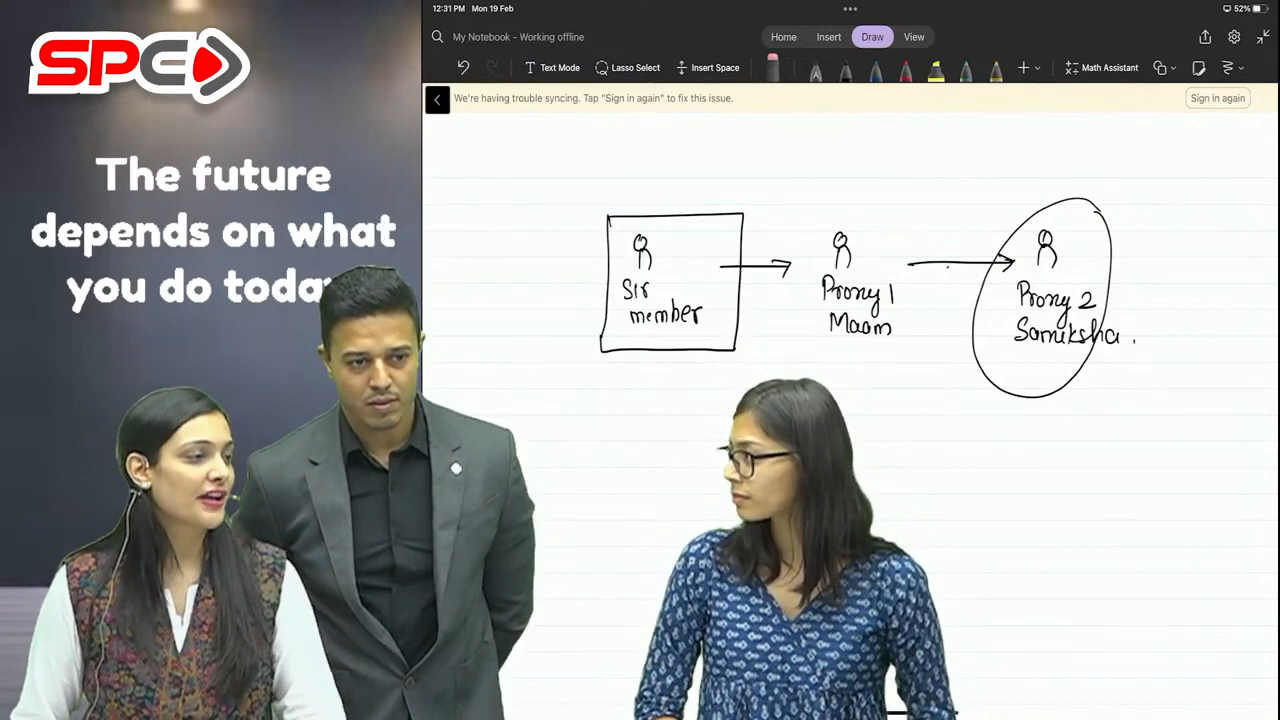 SPED
The future
depends on what
you do toda
12:31 PM Mon 19 Feb
52%
My Notebook - Working offline
Home Insert Draw View
Text Mode Lasso Select Insert Space Math Assistant
We're having trouble syncing. Tap "Sign in again" to fix this issue. Sign in again
Sir
member
Proxy 1
Maam
Proxy 2
Samiksha.